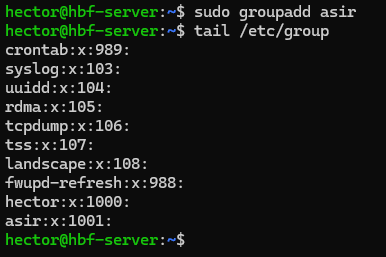 hector@hbf-server:~$ sudo groupadd asir
hector@hbf-server:~$ tail /etc/group
crontab:x:989:
syslog:x:103:
uuidd:x:104:
rdma:x:105:
tcpdump:x:106:
tss:x:107:
landscape:x:108:
fwupd-refresh:x:988:
hector:x:1000:
asir:x:1001:
hector@hbf-server:~$